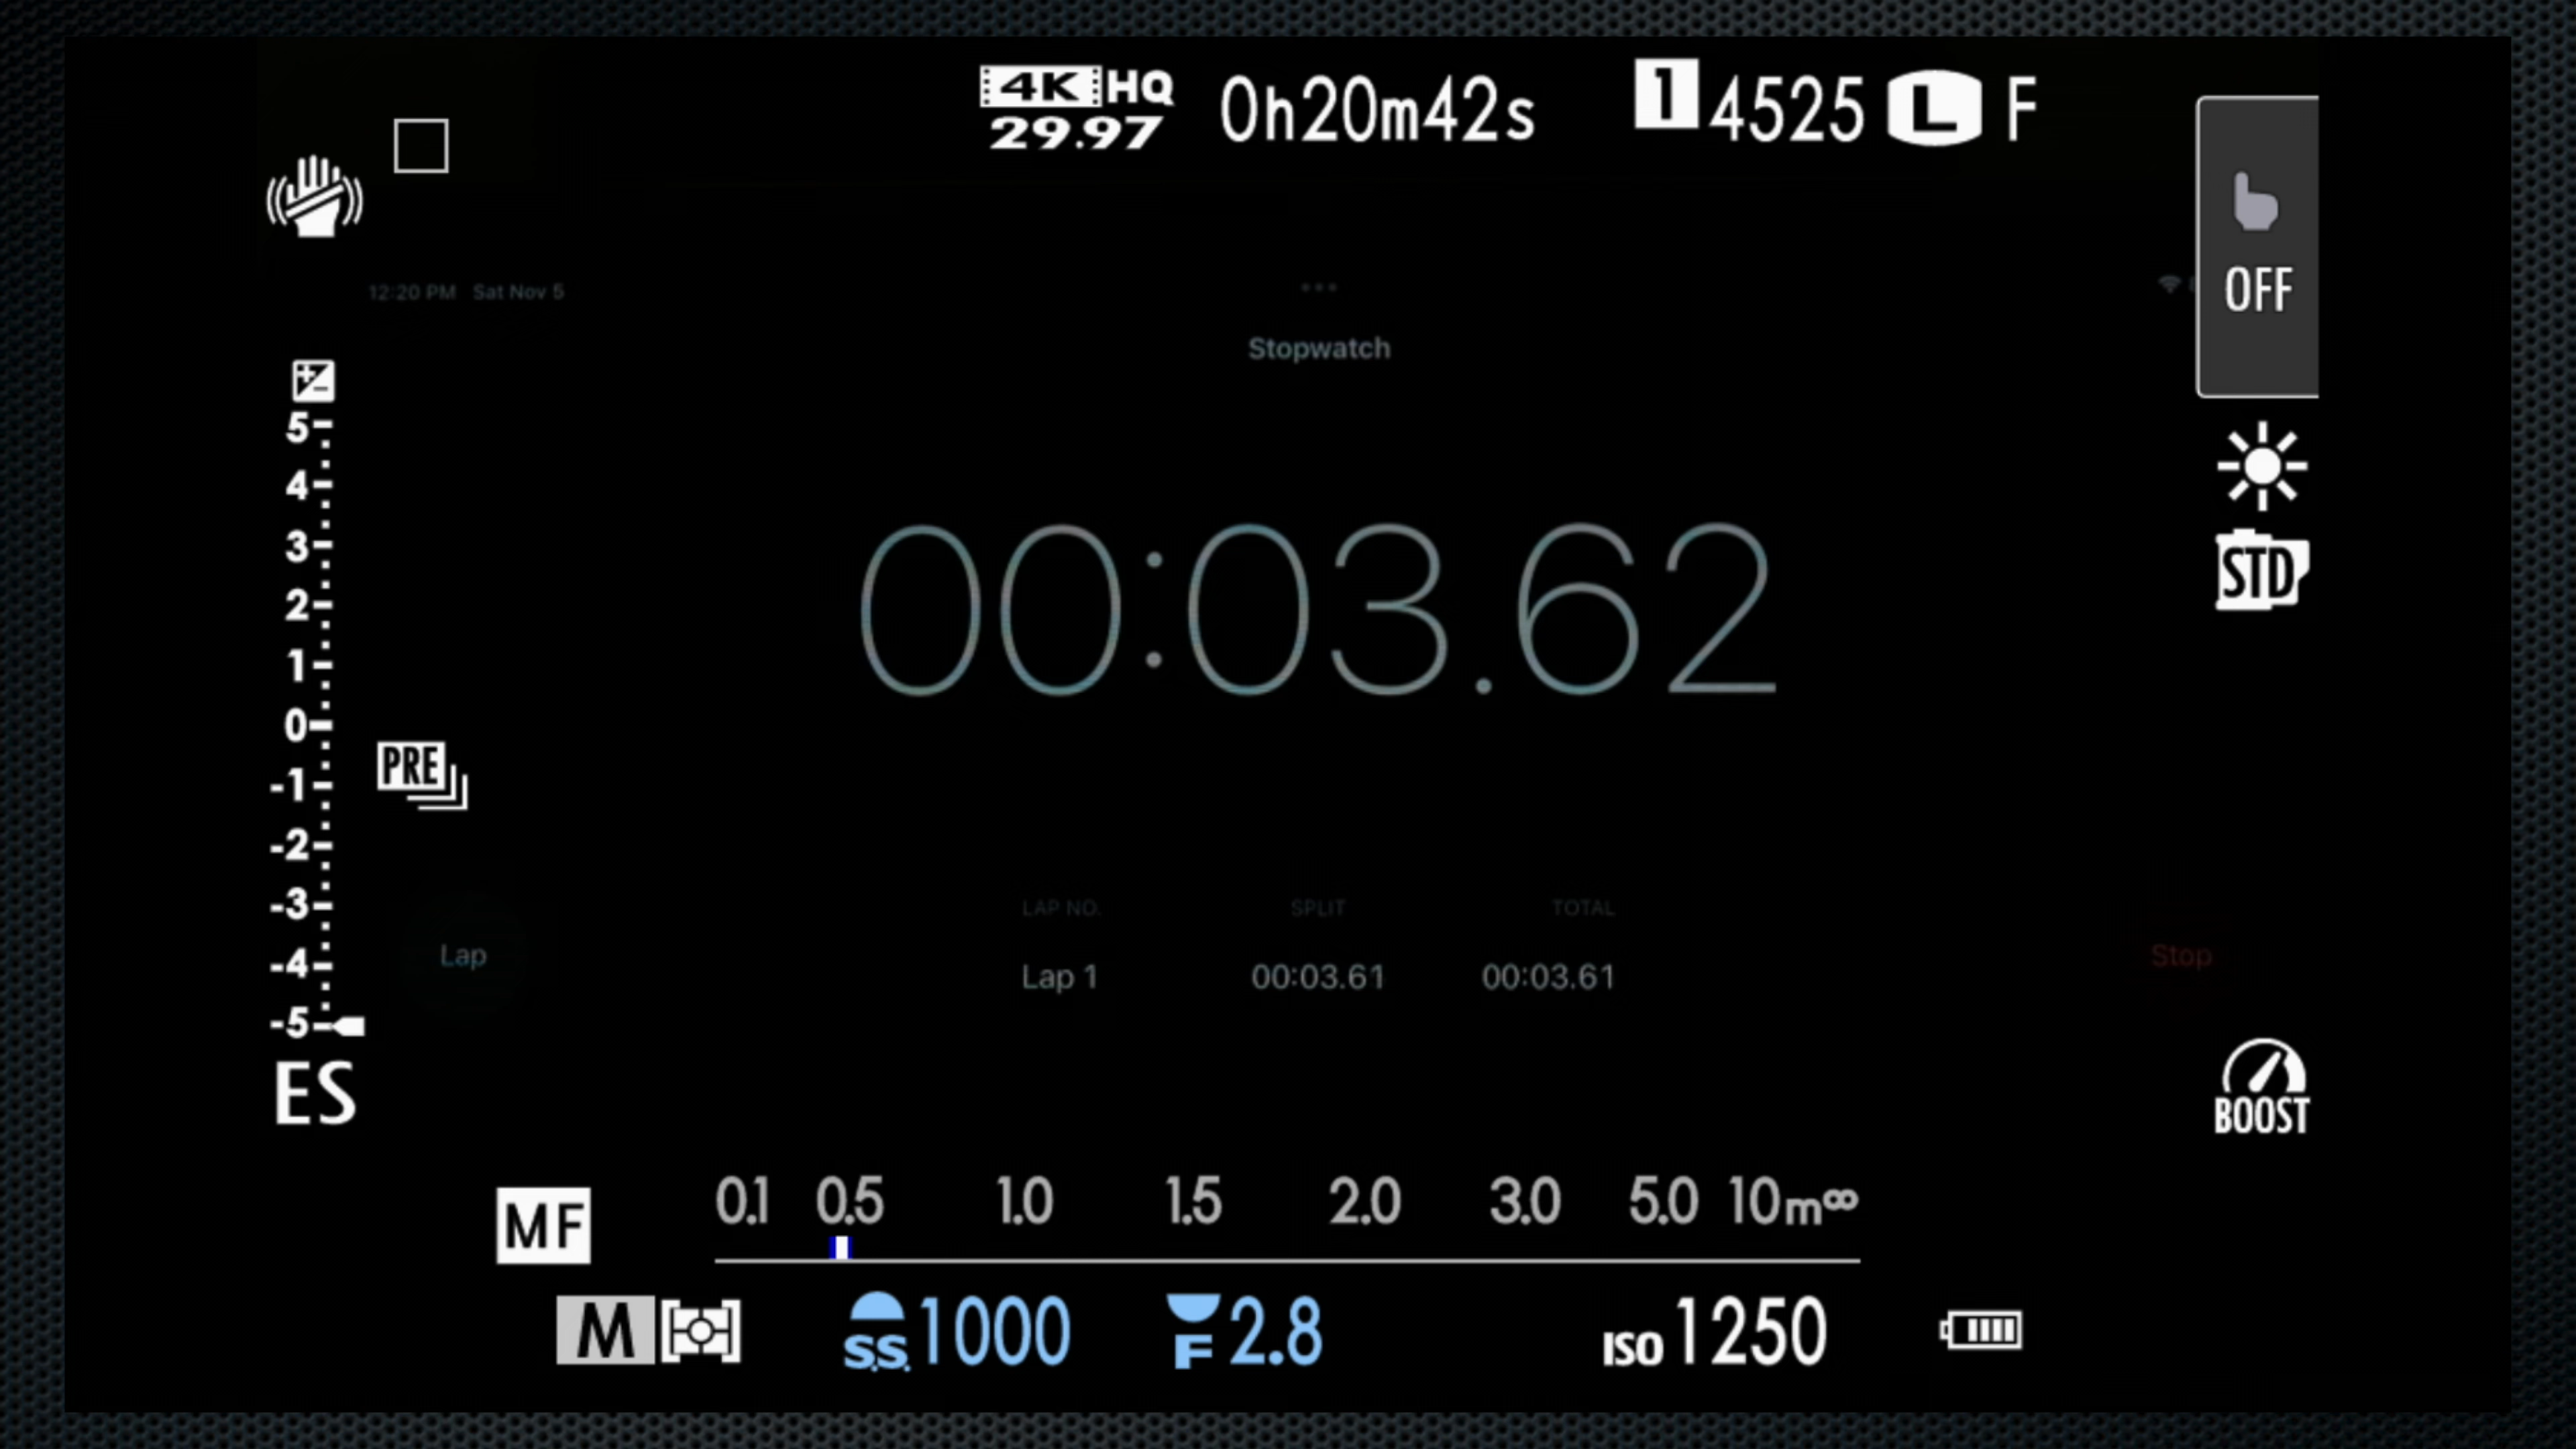 4K HQ
29.97
0h20m42s
1 4525 L F
OFF
12:20 PM Sat Nov 5
Stopwatch
5
4
3
2
1
0
-1
-2
-3
-4
-5
STD
00:03.62
PRE
LAP NO. SPLIT TOTAL
Lap
Stop
Lap 1 00:03.61 00:03.61
ES
BOOST
MF
0.1 0.5 1.0 1.5 2.0 3.0 5.0 10m∞
M
S.S. 1000
F 2.8
ISO 1250